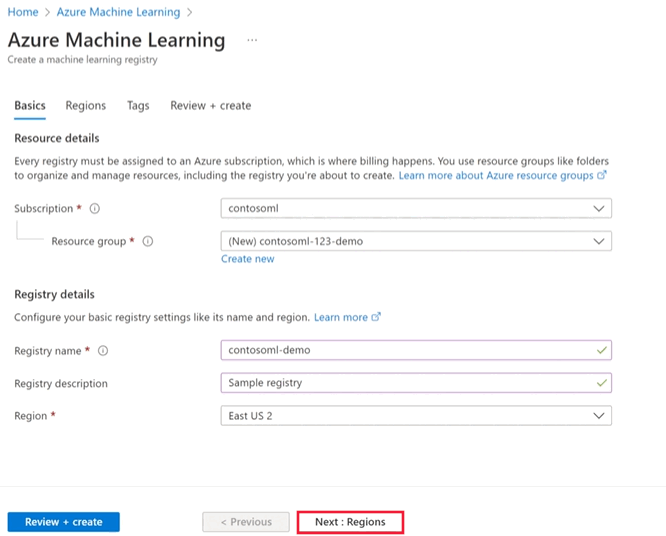 Home > Azure Machine Learning >
Azure Machine Learning ...
Create a machine learning registry
Basics Regions Tags Review + create
Resource details
Every registry must be assigned to an Azure subscription, which is where billing happens. You use resource groups like folders
to organize and manage resources, including the registry you're about to create. Learn more about Azure resource groups
Subscription * contosoml
Resource group * (New) contosoml-123-demo
Create new
Registry details
Configure your basic registry settings like its name and region. Learn more
Registry name * contosoml-demo
Registry description Sample registry
Region * East US 2
Review + create < Previous Next : Regions